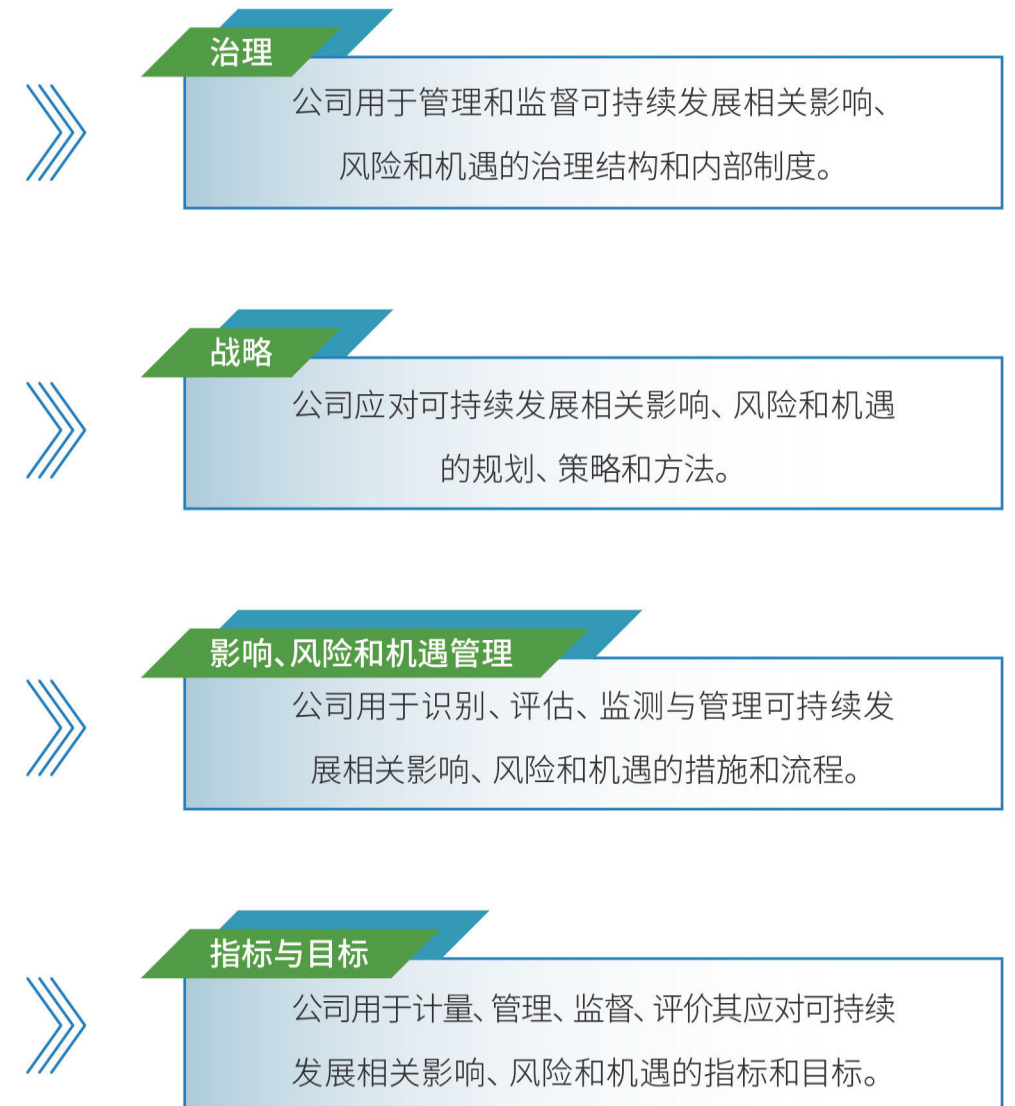 治理
公司用于管理和监督可持续发展相关影响、
风险和机遇的治理结构和内部制度。
战略
公司应对可持续发展相关影响、风险和机遇
的规划、策略和方法。
影响、风险和机遇管理
公司用于识别、评估、监测与管理可持续发
展相关影响、风险和机遇的措施和流程。
指标与目标
公司用于计量、管理、监督、评价其应对可持续
发展相关影响、风险和机遇的指标和目标。